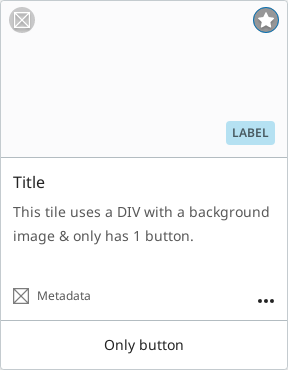 LABEL
Title
This tile uses a DIV with a background
image & only has 1 button.
Metadata
Only button